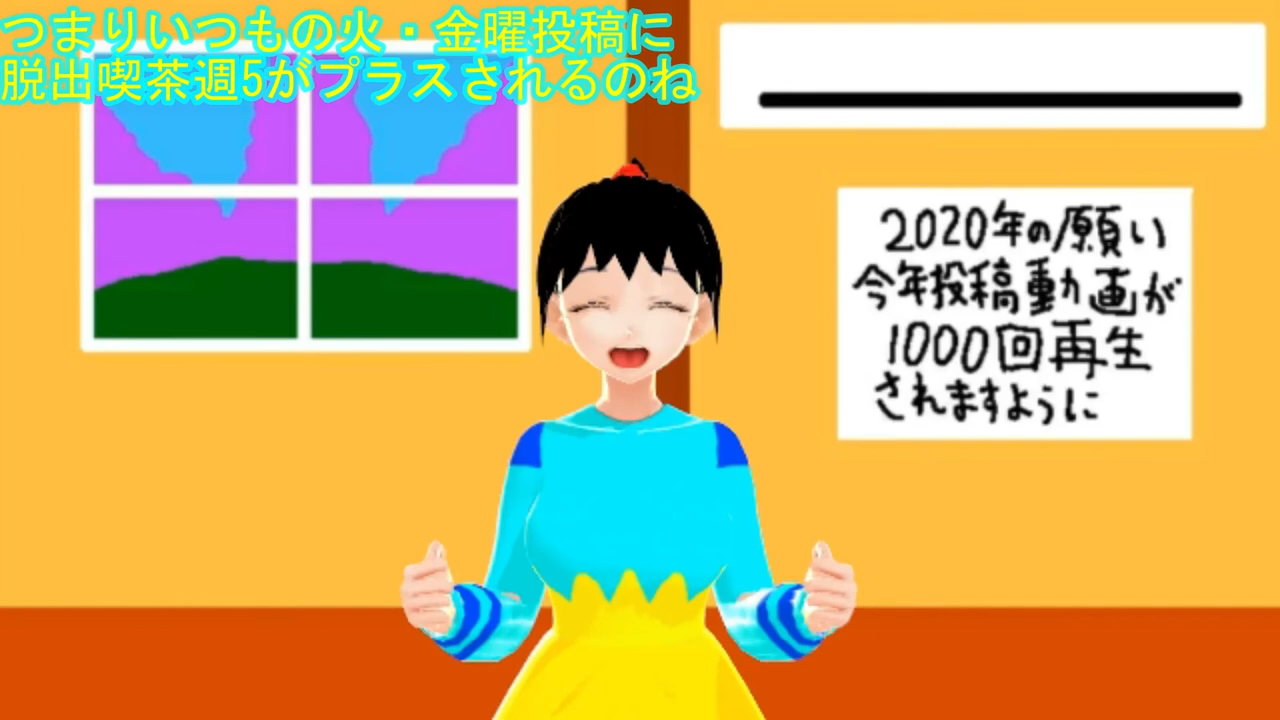 つまりいつもの火・金曜投稿に
脱出喫茶週5がプラスされるのね
2020年の願い
今年投稿動画が
1000回再生
されますように